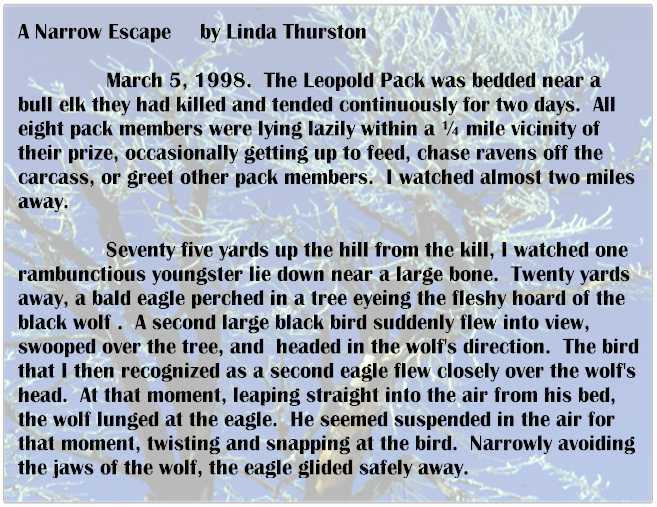 A Narrow Escape by Linda Thurston
March 5, 1998. The Leopold Pack was bedded near a
bull elk they had killed and tended continuously for two days. All
eight pack members were lying lazily within a ¼ mile vicinity of
their prize, occasionally getting up to feed, chase ravens off the
carcass, or greet other pack members. I watched almost two miles
away.
Seventy five yards up the hill from the kill, I watched one
rambunctious youngster lie down near a large bone. Twenty yards
away, a bald eagle perched in a tree eyeing the fleshy hoard of the
black wolf . A second large black bird suddenly flew into view,
swooped over the tree, and headed in the wolf's direction. The bird
that I then recognized as a second eagle flew closely over the wolf's
head. At that moment, leaping straight into the air from his bed,
the wolf lunged at the eagle. He seemed suspended in the air for
that moment, twisting and snapping at the bird. Narrowly avoiding
the jaws of the wolf, the eagle glided safely away.